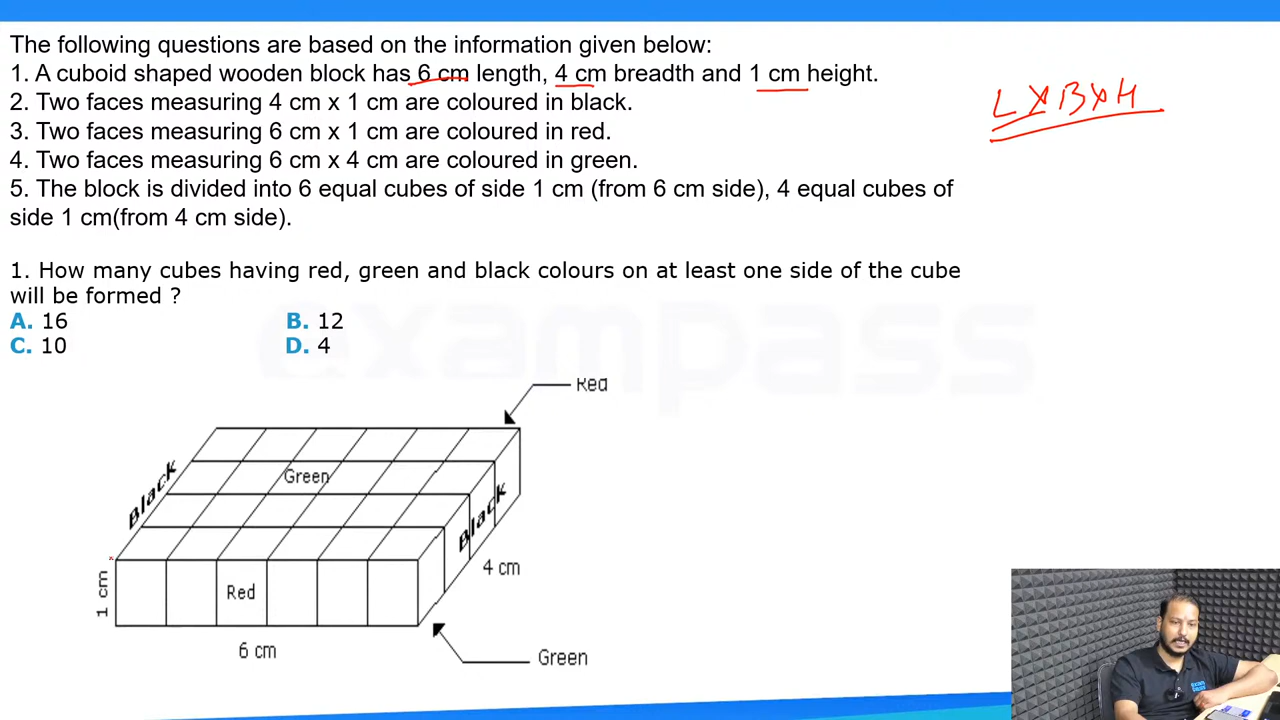 The following questions are based on the information given below:
1. A cuboid shaped wooden block has 6 cm length, 4 cm breadth and 1 cm height.
L x B x H
2. Two faces measuring 4 cm x 1 cm are coloured in black.
3. Two faces measuring 6 cm x 1 cm are coloured in red.
4. Two faces measuring 6 cm x 4 cm are coloured in green.
5. The block is divided into 6 equal cubes of side 1 cm (from 6 cm side), 4 equal cubes of
side 1 cm(from 4 cm side).
1. How many cubes having red, green and black colours on at least one side of the cube
will be formed ?
A. 16 B. 12
C. 10 D. 4
exampass
Red
Black
Green
Black
4 cm
1 cm
Red
6 cm
Green